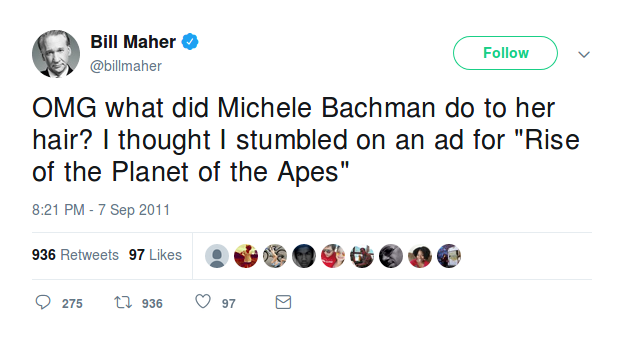 Bill Maher
@billmaher
Follow
OMG what did Michele Bachman do to her
hair? I thought I stumbled on an ad for "Rise
of the Planet of the Apes"
8:21 PM - 7 Sep 2011
936 Retweets 97 Likes
275 936 97